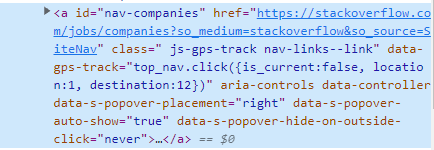 <a id="nav-companies" href="https://stackoverflow.co
m/jobs/companies?so_medium=stackoverflow&so_source=S
iteNav" class=" js-gps-track nav-links--link" data-
gps-track="top_nav.click({is_current:false, locatio
n:1, destination:12})" aria-controls data-controller
data-s-popover-placement="right" data-s-popover-
auto-show="true" data-s-popover-hide-on-outside-
click="never">…</a> == $0